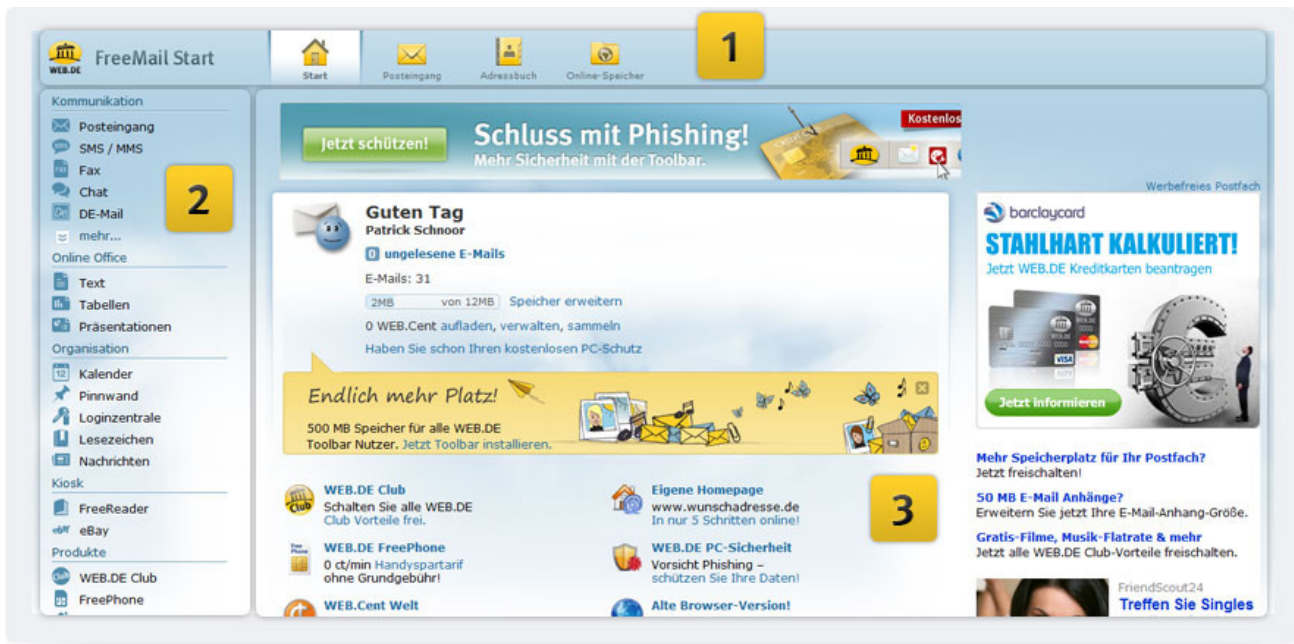 WEB.DE
FreeMail Start
Start
Posteingang
Adressbuch
Online-Speicher
1
Kommunikation
Posteingang
SMS / MMS
Fax
Chat
DE-Mail
mehr...
Online Office
Text
Tabellen
Präsentationen
Organisation
12
Kalender
Pinnwand
Loginzentrale
Lesezeichen
Nachrichten
Kiosk
FreeReader
ebay eBay
Produkte
Club WEB.DE Club
FreePhone
2
Jetzt schützen!
Schluss mit Phishing!
Mehr Sicherheit mit der Toolbar.
Kostenlos
Guten Tag
Patrick Schnoor
0 ungelesene E-Mails
E-Mails: 31
2MB von 12MB Speicher erweitern
0 WEB.Cent aufladen, verwalten, sammeln
Haben Sie schon Ihren kostenlosen PC-Schutz
Endlich mehr Platz!
500 MB Speicher für alle WEB.DE
Toolbar Nutzer. Jetzt Toolbar installieren.
Club
WEB.DE Club
Schalten Sie alle WEB.DE
Club Vorteile frei.
Free Phone
WEB.DE FreePhone
0 ct/min Handyspartarif
ohne Grundgebühr!
WEB.Cent Welt
Eigene Homepage
www.wunschadresse.de
In nur 5 Schritten online!
WEB.DE PC-Sicherheit
Vorsicht Phishing –
schützen Sie Ihre Daten!
Alte Browser-Version!
3
Werbefreies Postfach
barclaycard
STAHLHART KALKULIERT!
Jetzt WEB.DE Kreditkarten beantragen
WEB.DE
VISA
Jetzt informieren
Mehr Speicherplatz für Ihr Postfach?
Jetzt freischalten!
50 MB E-Mail Anhänge?
Erweitern Sie jetzt Ihre E-Mail-Anhang-Größe.
Gratis-Filme, Musik-Flatrate & mehr
Jetzt alle WEB.DE Club-Vorteile freischalten.
FriendScout24
Treffen Sie Singles